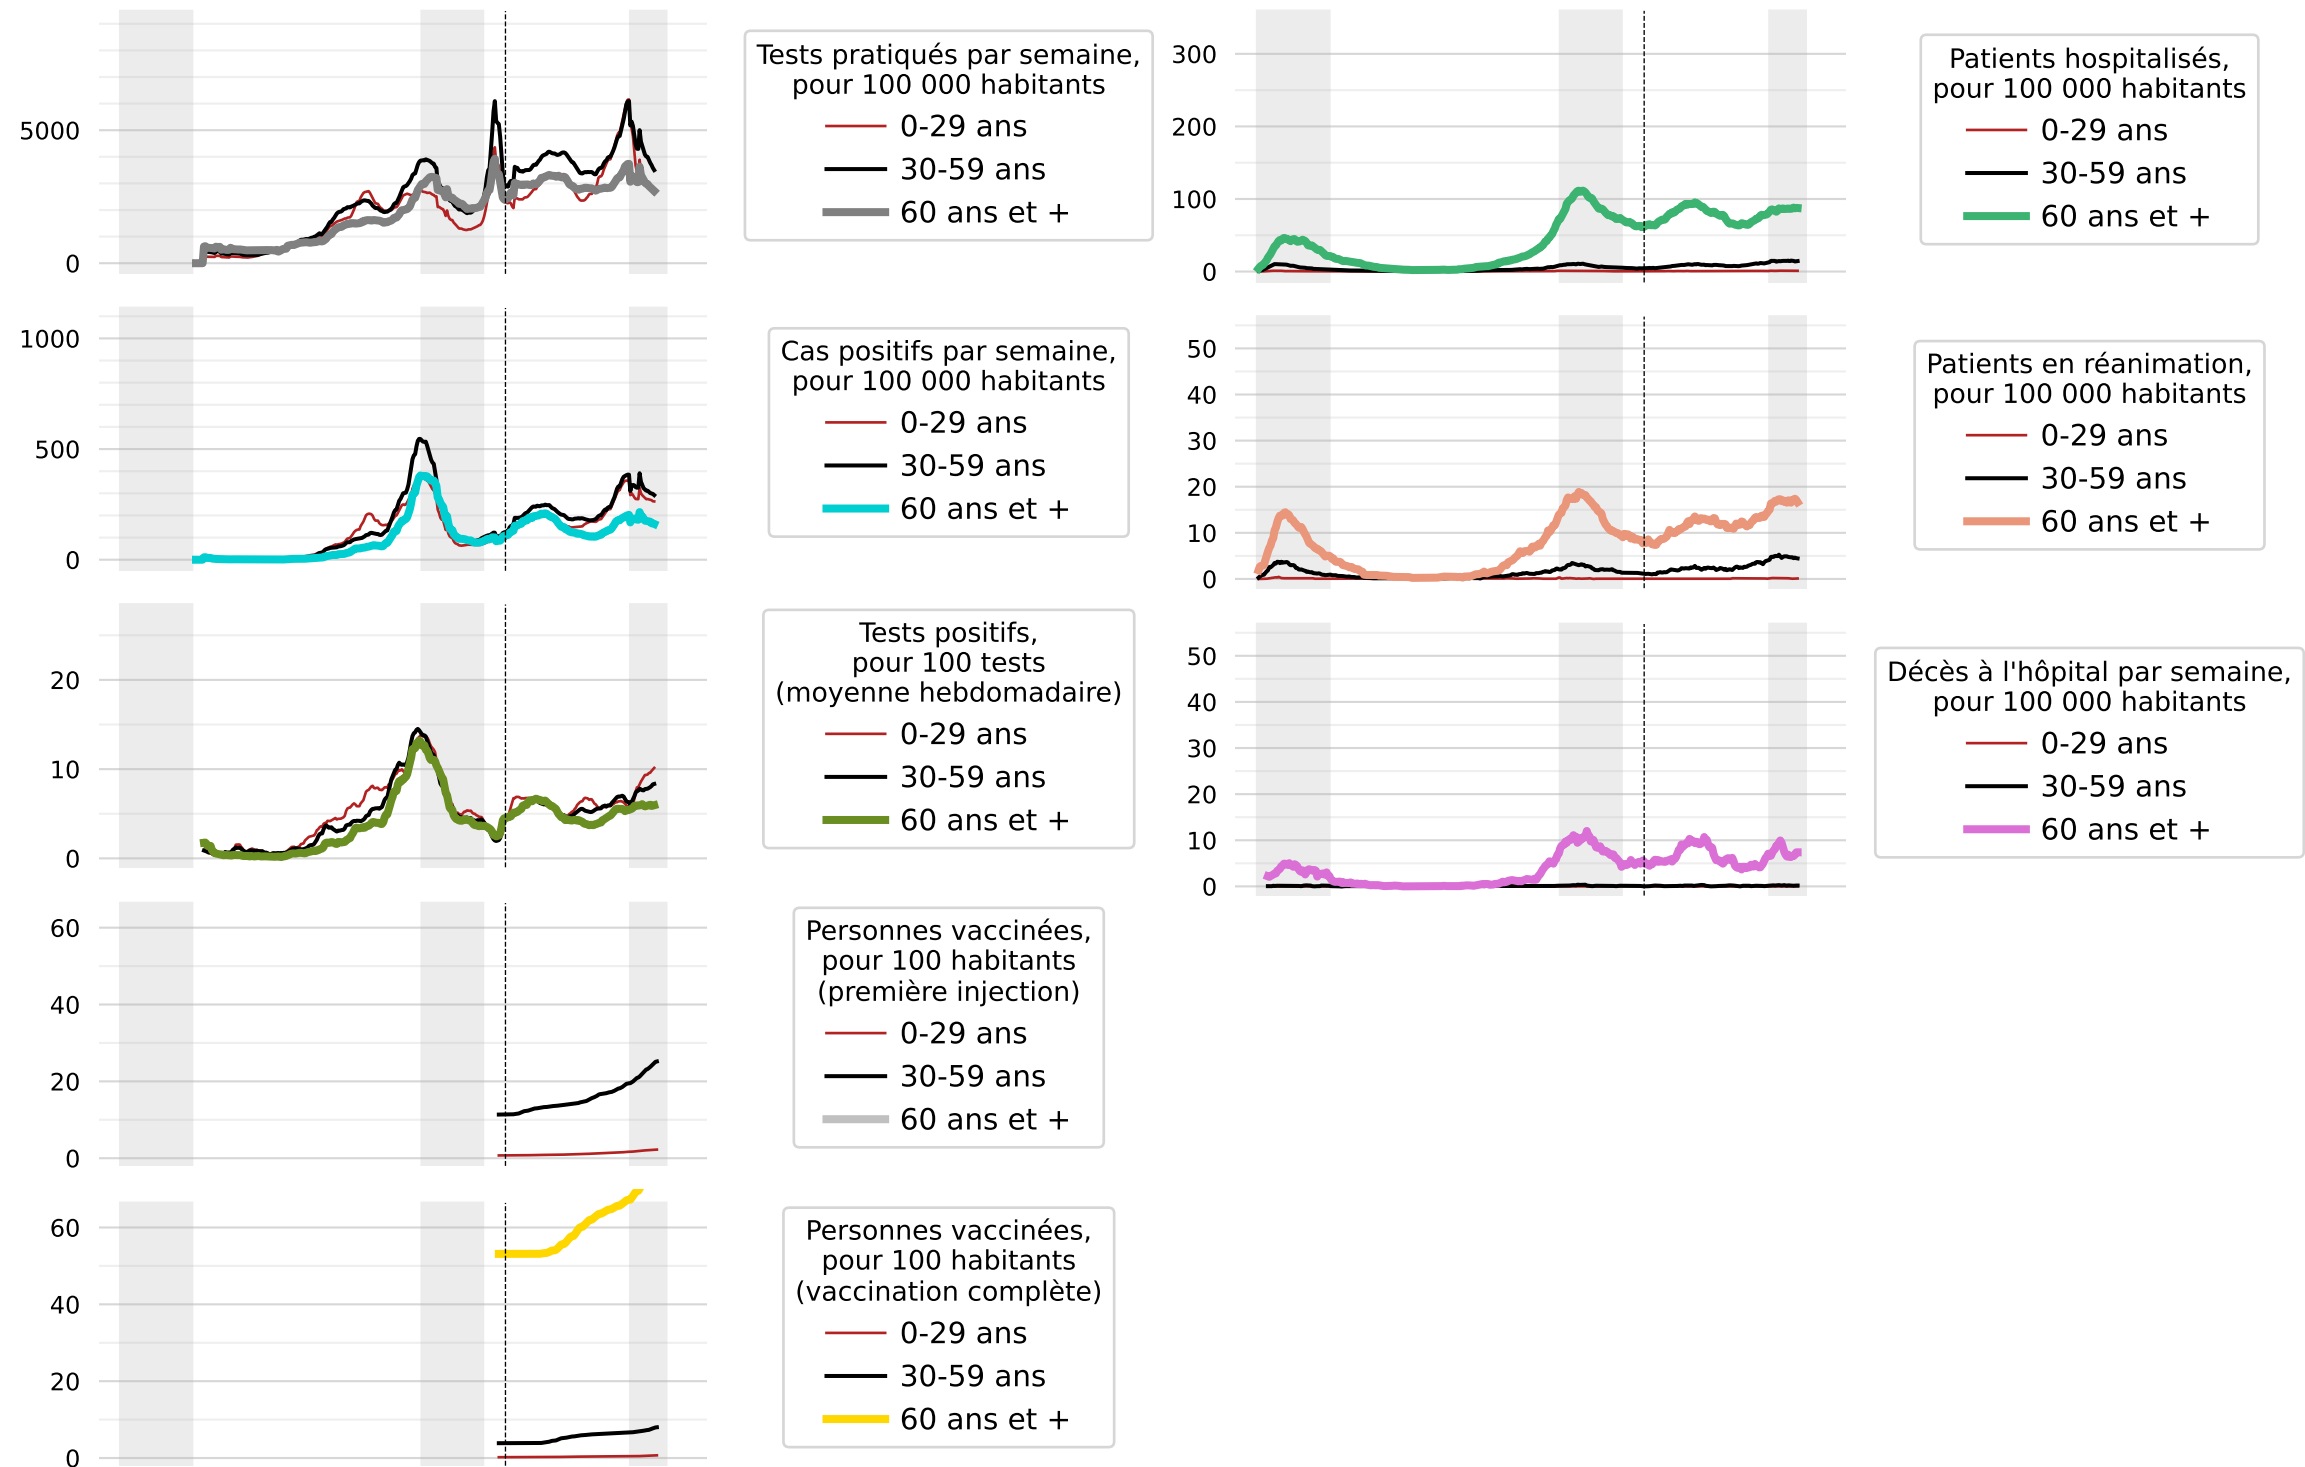 5000
0
Tests pratiqués par semaine,
pour 100 000 habitants
0-29 ans
30-59 ans
60 ans et +
300
200
100
0
Patients hospitalisés,
pour 100 000 habitants
0-29 ans
30-59 ans
60 ans et +
1000
500
0
Cas positifs par semaine,
pour 100 000 habitants
0-29 ans
30-59 ans
60 ans et +
50
40
30
20
10
0
Patients en réanimation,
pour 100 000 habitants
0-29 ans
30-59 ans
60 ans et +
20
10
0
Tests positifs,
pour 100 tests
(moyenne hebdomadaire)
0-29 ans
30-59 ans
60 ans et +
50
40
30
20
10
0
Décès à l'hôpital par semaine,
pour 100 000 habitants
0-29 ans
30-59 ans
60 ans et +
60
40
20
0
Personnes vaccinées,
pour 100 habitants
(première injection)
0-29 ans
30-59 ans
60 ans et +
60
40
20
0
Personnes vaccinées,
pour 100 habitants
(vaccination complète)
0-29 ans
30-59 ans
60 ans et +